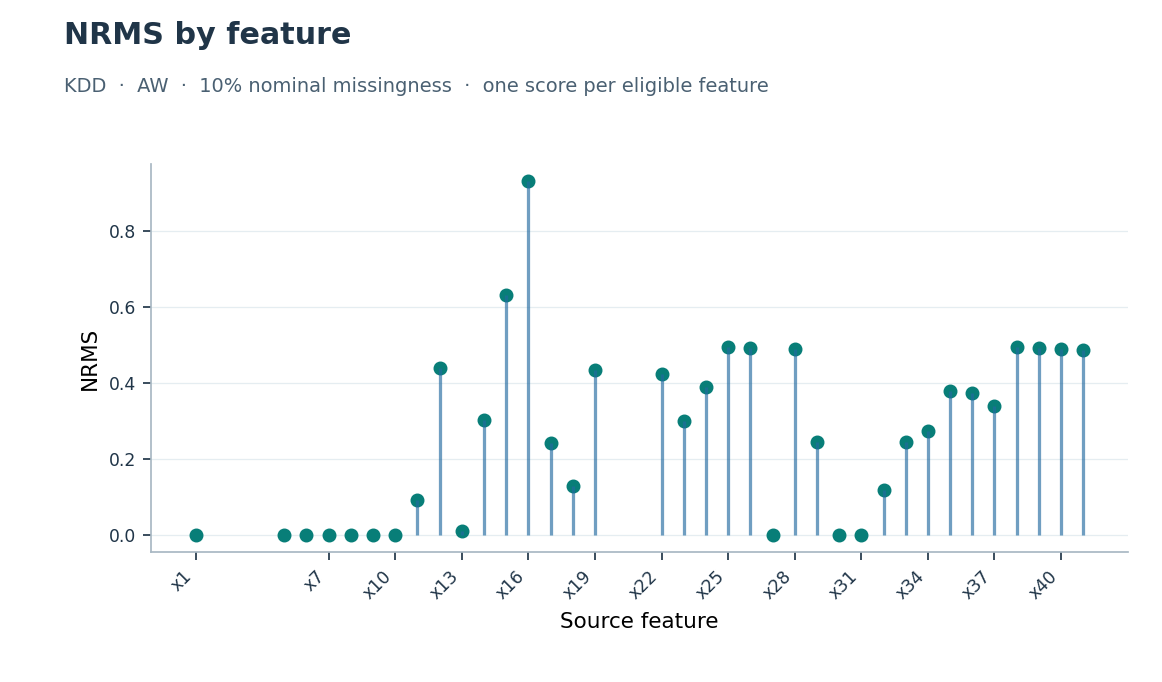 NRMS by feature
KDD · AW · 10% nominal missingness · one score per eligible feature
NRMS
0.8
0.6
0.4
0.2
0.0
x1 x7 x10 x13 x16 x19 x22 x25 x28 x31 x34 x37 x40
Source feature